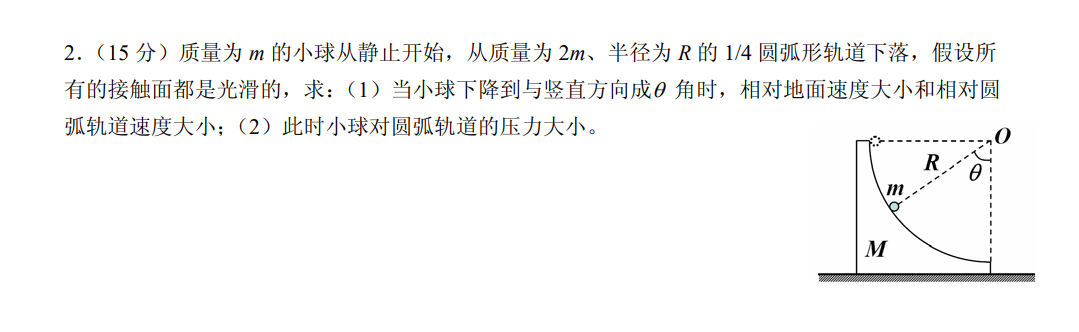 2．（15 分）质量为 m 的小球从静止开始，从质量为 2m、半径为 R 的 1/4 圆弧形轨道下落，假设所
有的接触面都是光滑的，求：（1）当小球下降到与竖直方向成θ 角时，相对地面速度大小和相对圆
弧轨道速度大小；（2）此时小球对圆弧轨道的压力大小。
O
R
θ
m
M